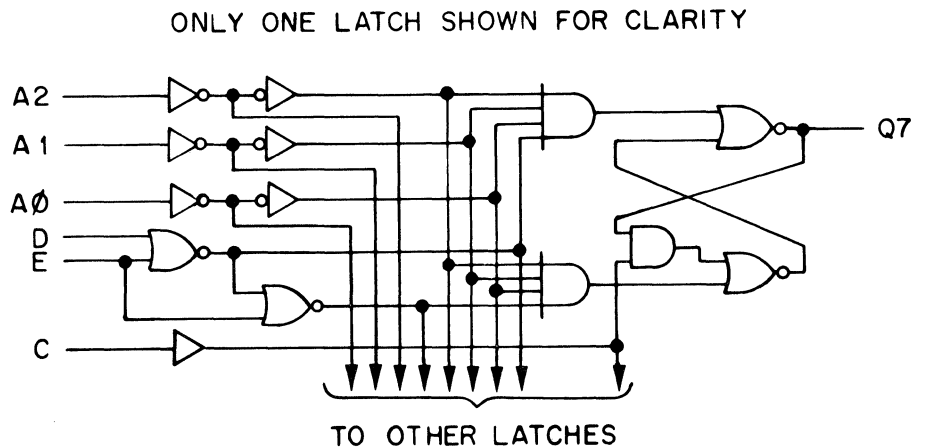 ONLY ONE LATCH SHOWN FOR CLARITY
A2
A1
AØ
D
E
C
Q7
TO OTHER LATCHES